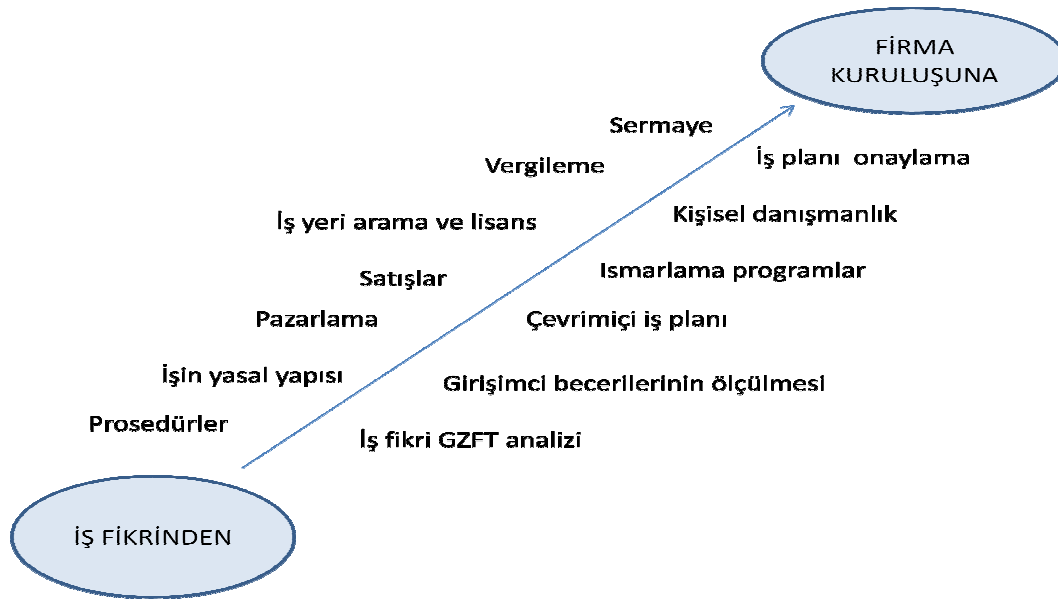 FİRMA
KURULUŞUNA
Sermaye
İş planı onaylama
Vergileme
Kişisel danışmanlık
İş yeri arama ve lisans
Ismarlama programlar
Satışlar
Pazarlama
Çevrimiçi iş planı
İşin yasal yapısı
Girişimci becerilerinin ölçülmesi
Prosedürler
İş fikri GZFT analizi
İŞ FİKRİNDEN